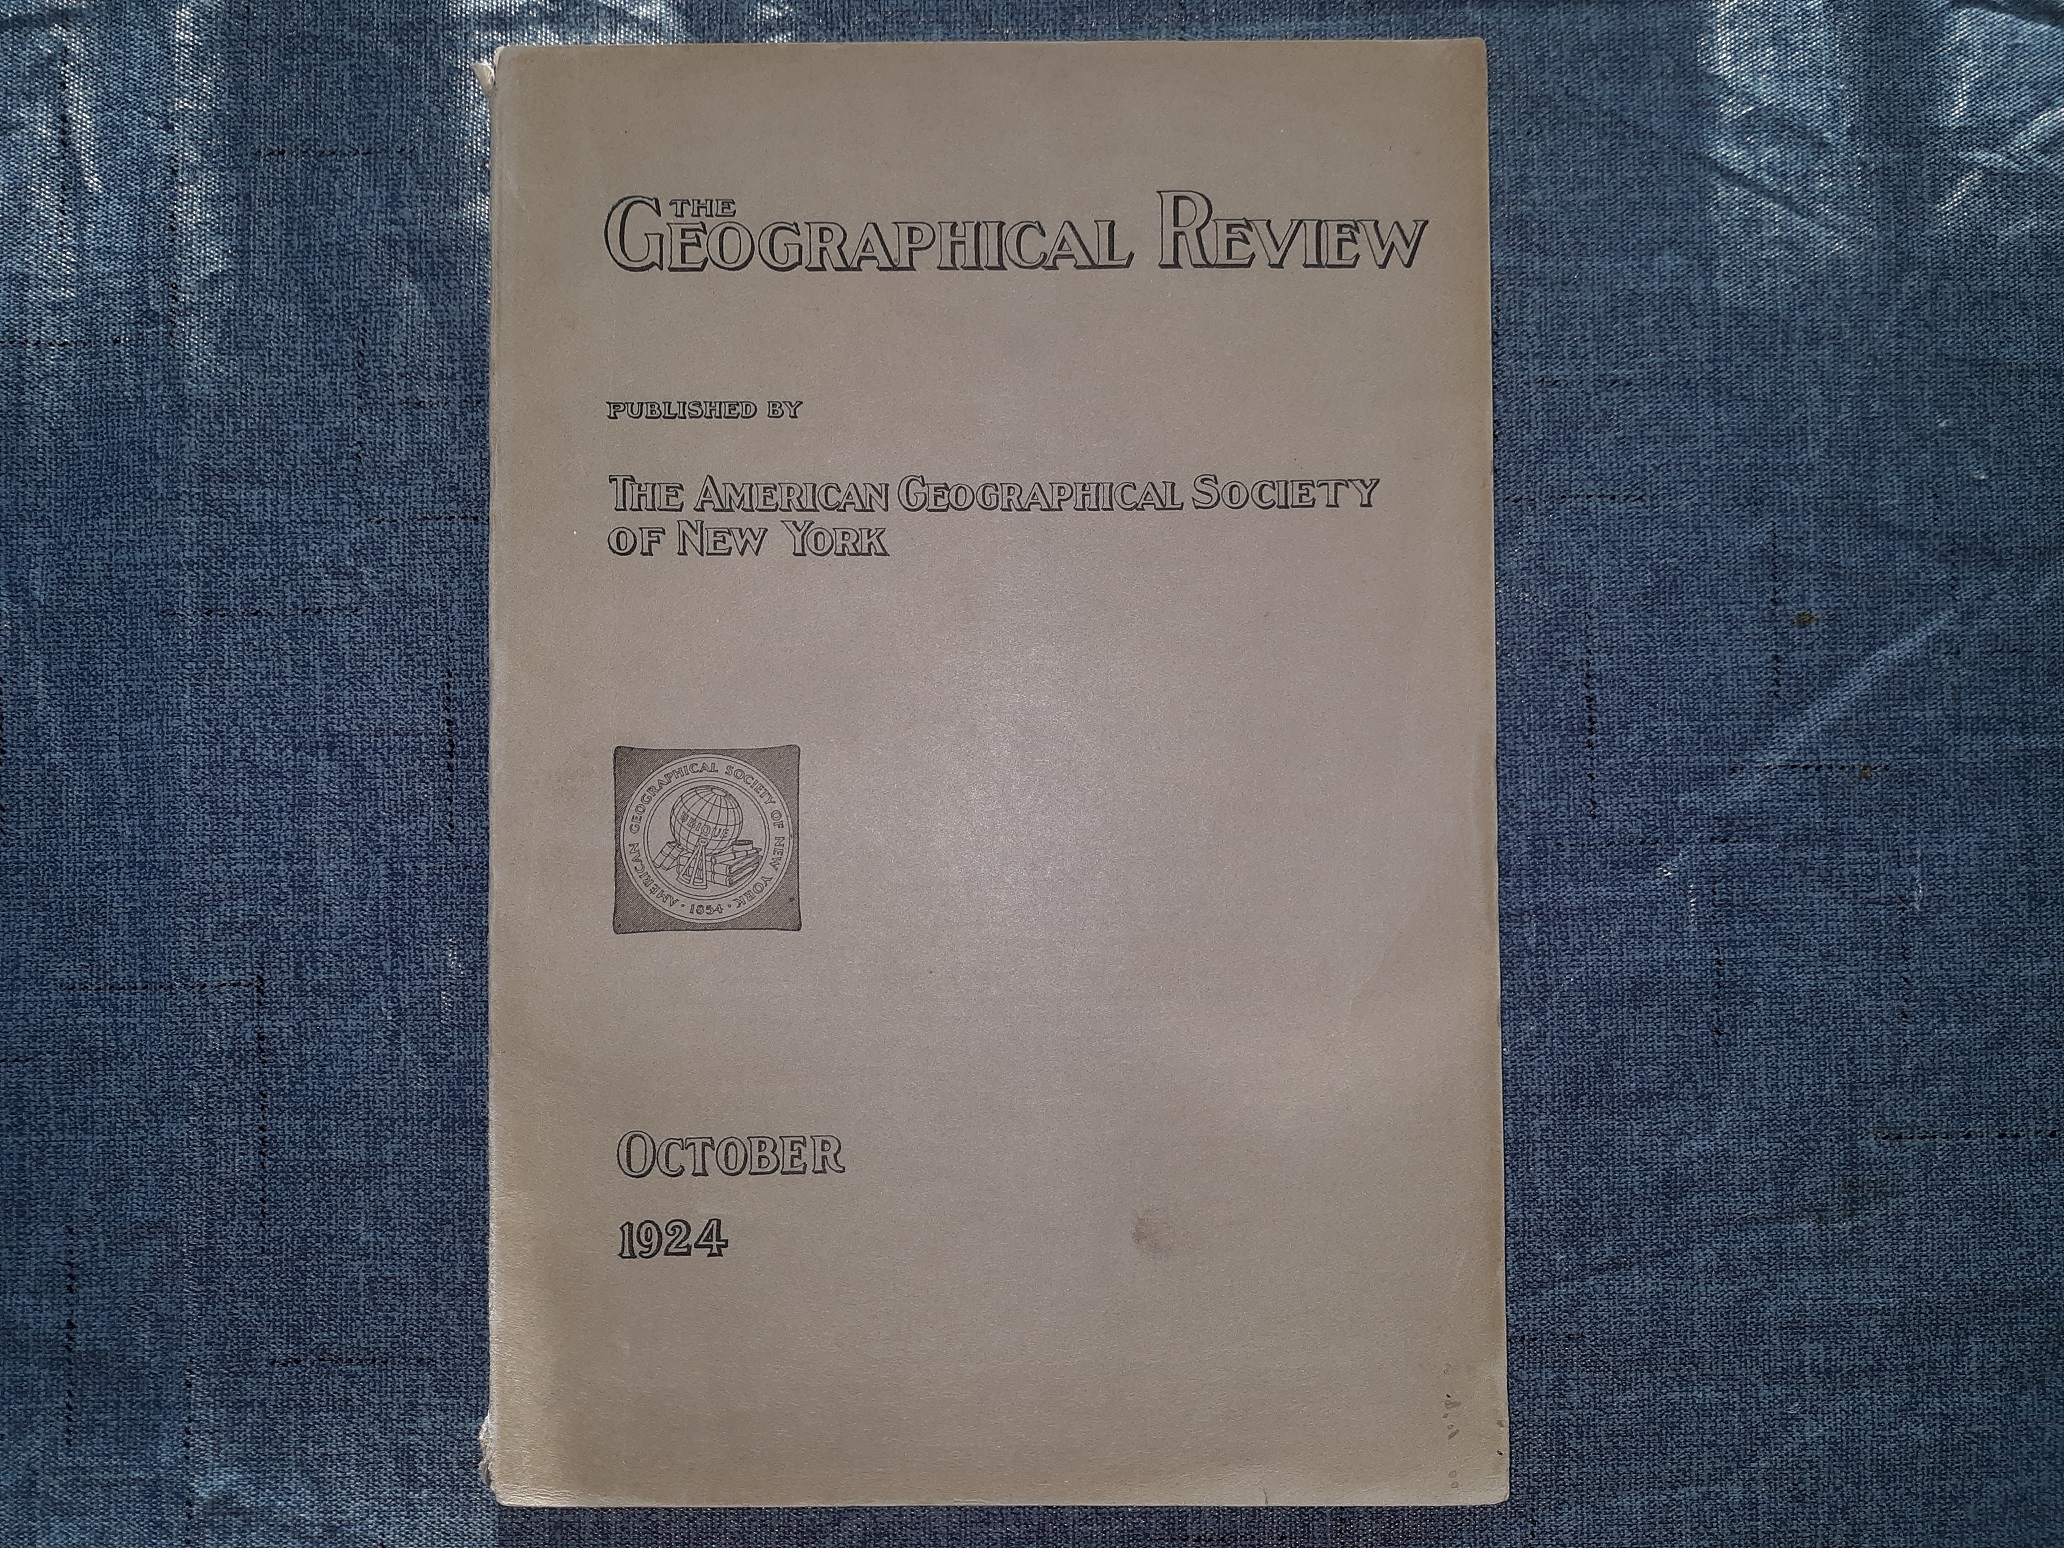 THE
GEOGRAPHICAL REVIEW
PUBLISHED BY
THE AMERICAN GEOGRAPHICAL SOCIETY
OF NEW YORK
AMERICAN GEOGRAPHICAL SOCIETY OF NEW YORK
UBIQUE
· 1854 ·
OCTOBER
1924